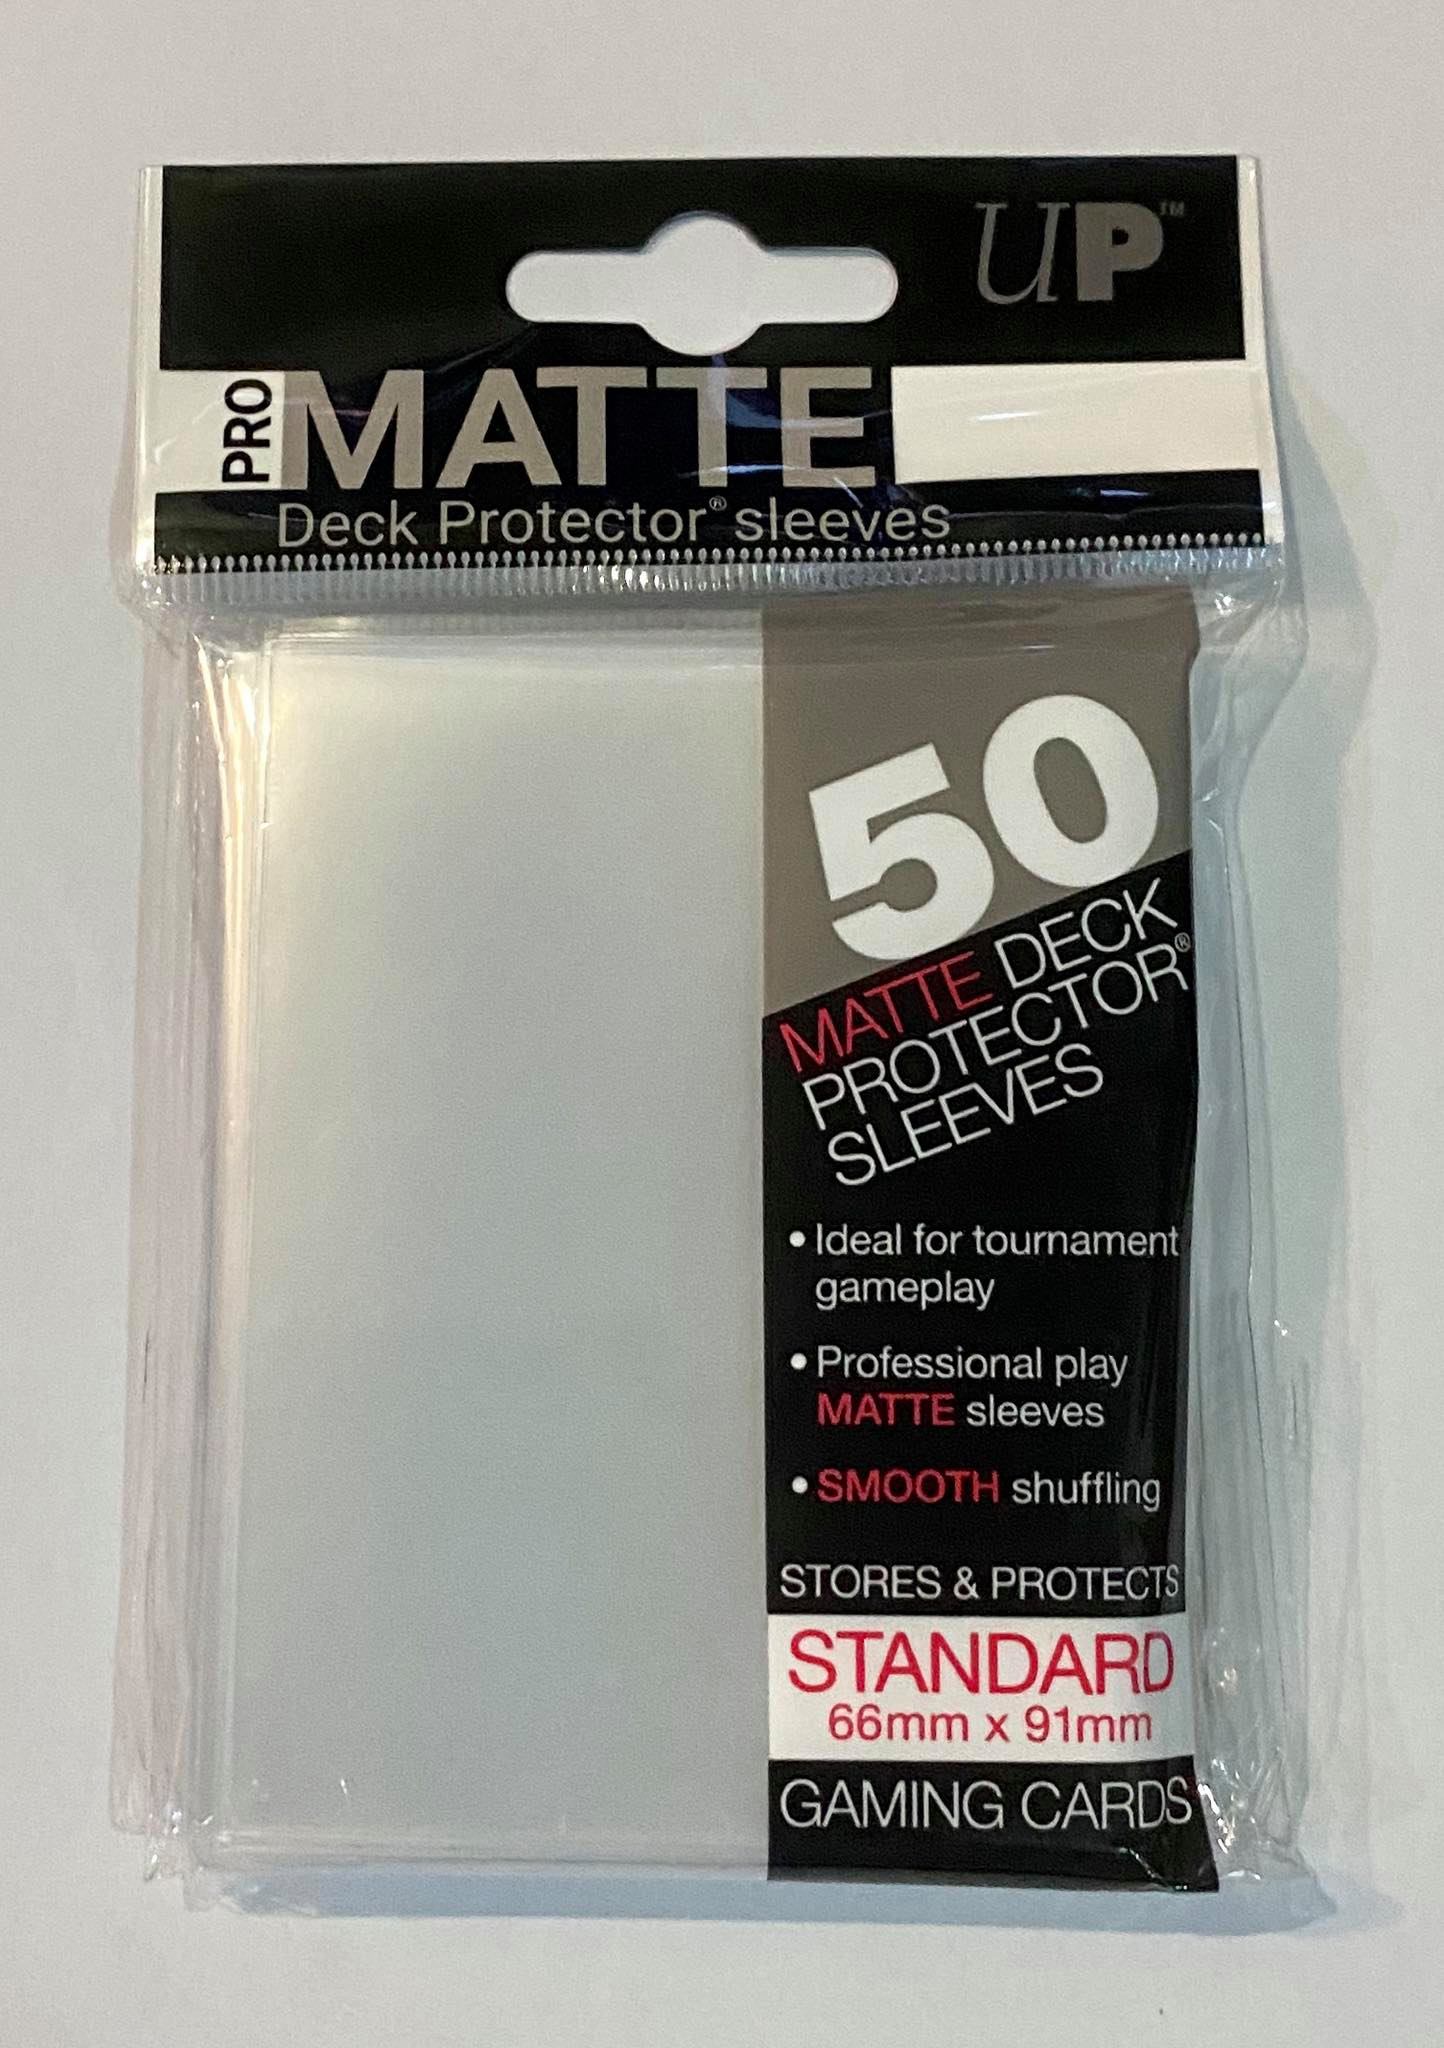 UP™
PRO
MATTE
Deck Protector® sleeves
50
MATTE DECK
PROTECTOR®
SLEEVES
• Ideal for tournament
gameplay
• Professional play
MATTE sleeves
• SMOOTH shuffling
STORES & PROTECTS
STANDARD
66mm x 91mm
GAMING CARDS